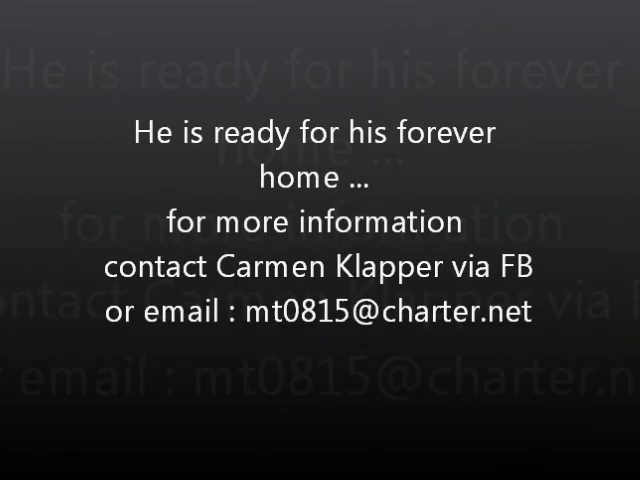 He is ready for his forever
home ...
for more information
contact Carmen Klapper via FB
or email : mt0815@charter.net